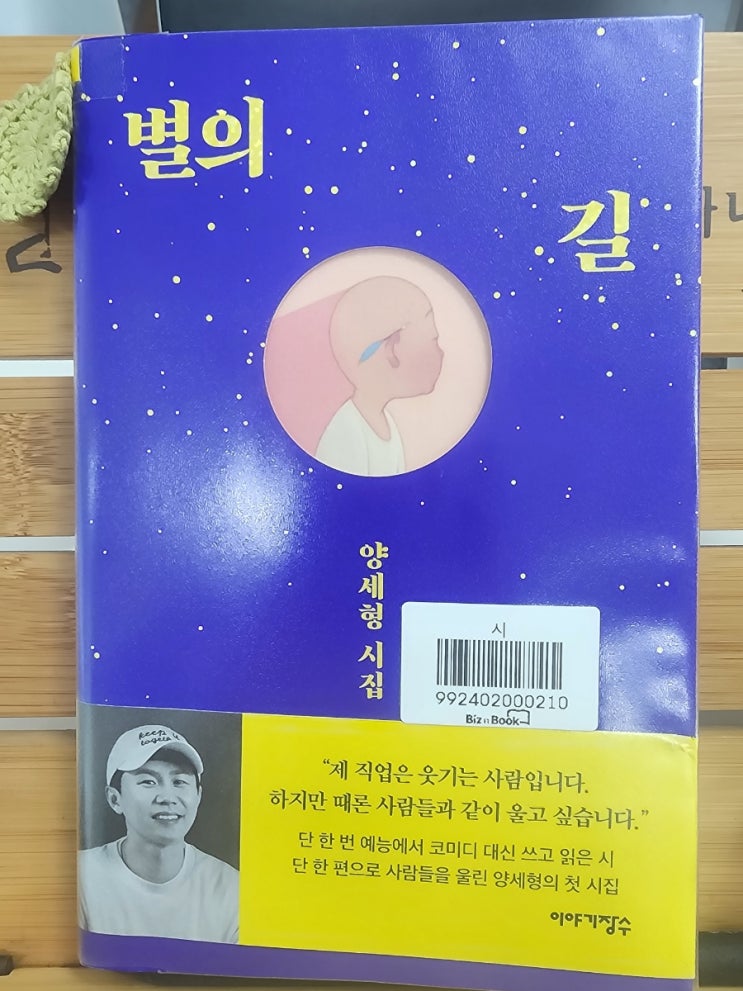 별의
길
양세형 시집
시
992402000210
Biz n Book
keep
"제 직업은 웃기는 사람입니다.
하지만 때론 사람들과 같이 울고 싶습니다."
단 한 번 예능에서 코미디 대신 쓰고 읽은 시
단 한 편으로 사람들을 울린 양세형의 첫 시집
이야기장수